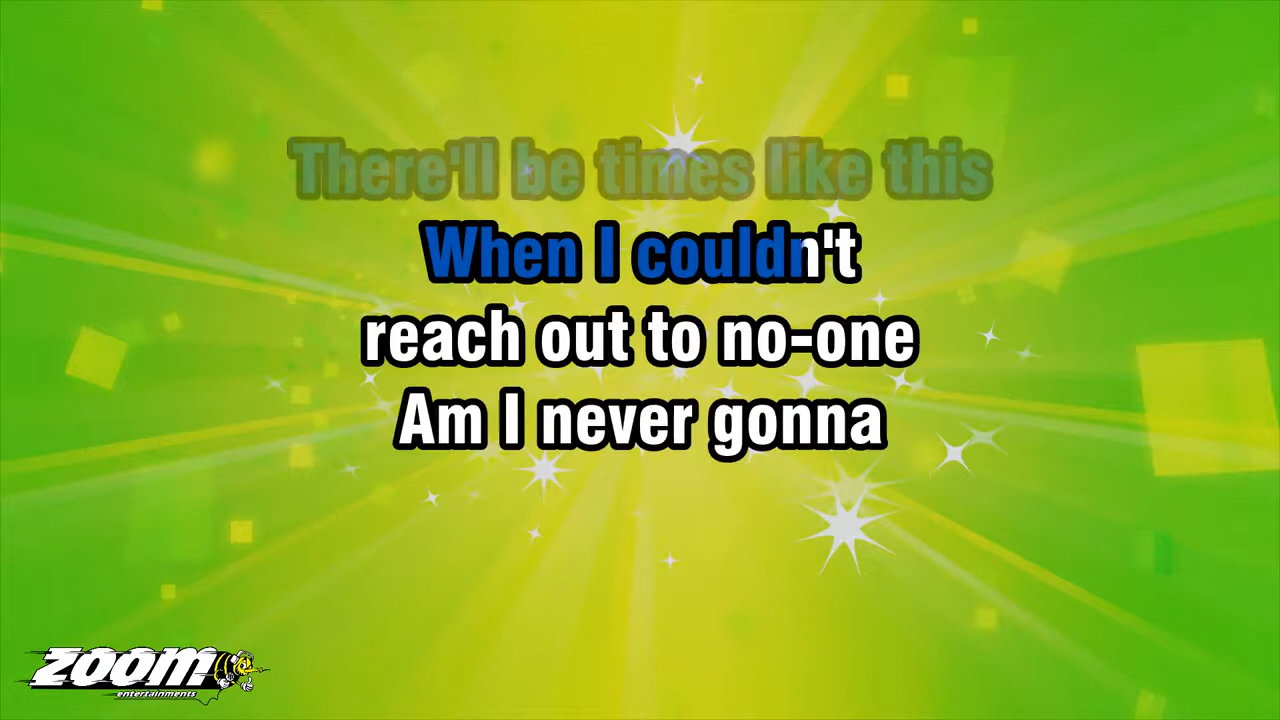 There'll be times like this
When I couldn't
reach out to no-one
Am I never gonna
zoom
entertainments